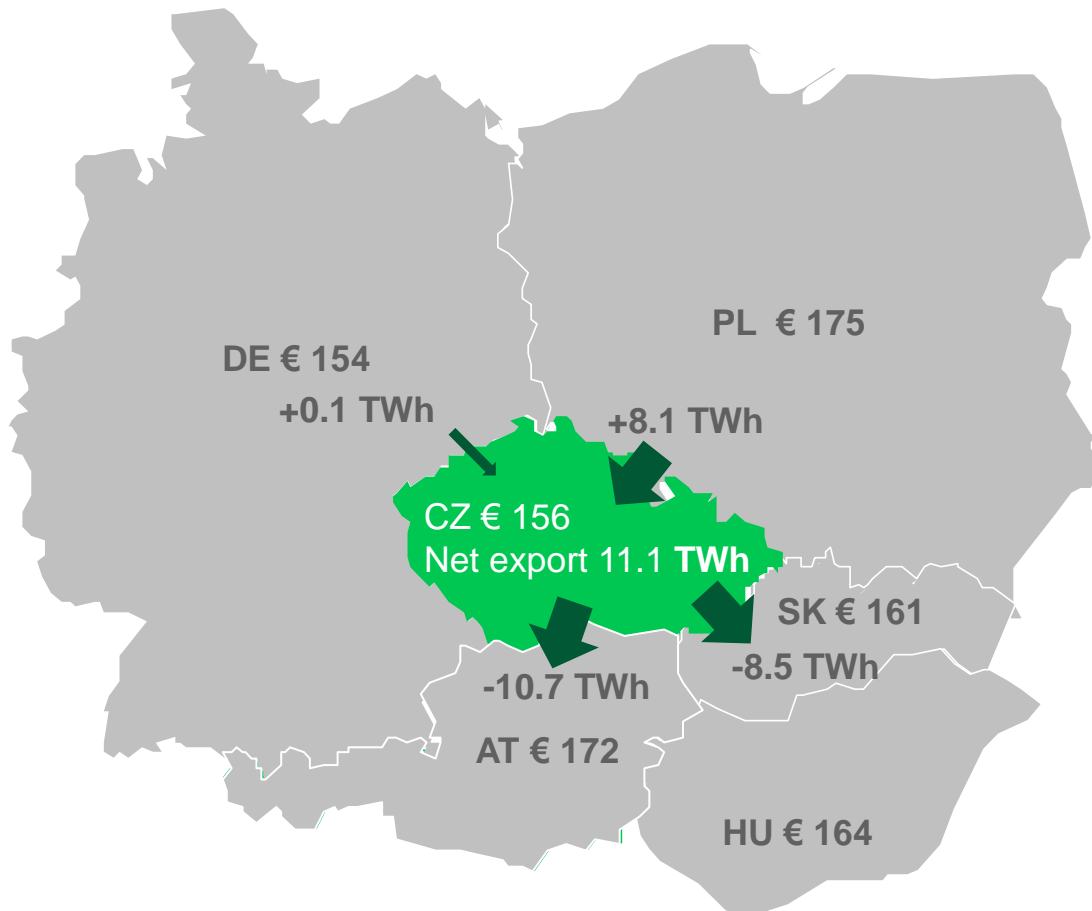 PL € 175
DE € 154
+0.1 TWh
+8.1 TWh
CZ € 156
Net export 11.1 TWh
SK € 161
-8.5 TWh
-10.7 TWh
AT € 172
HU € 164